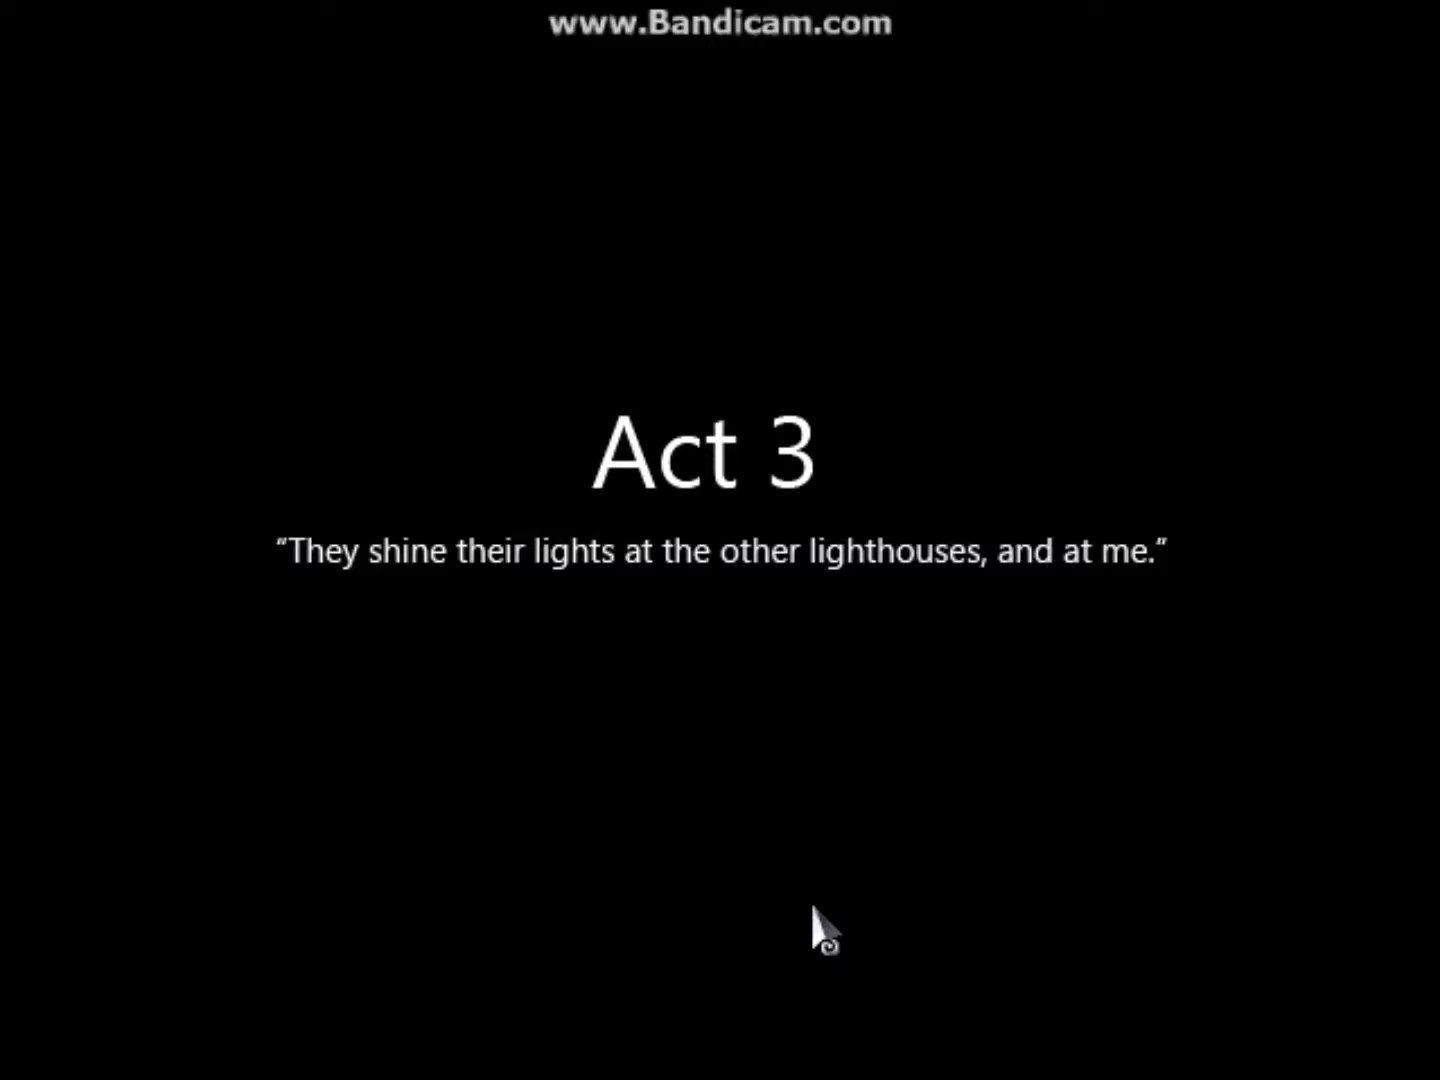 www.Bandicam.com
Act 3
“They shine their lights at the other lighthouses, and at me.”